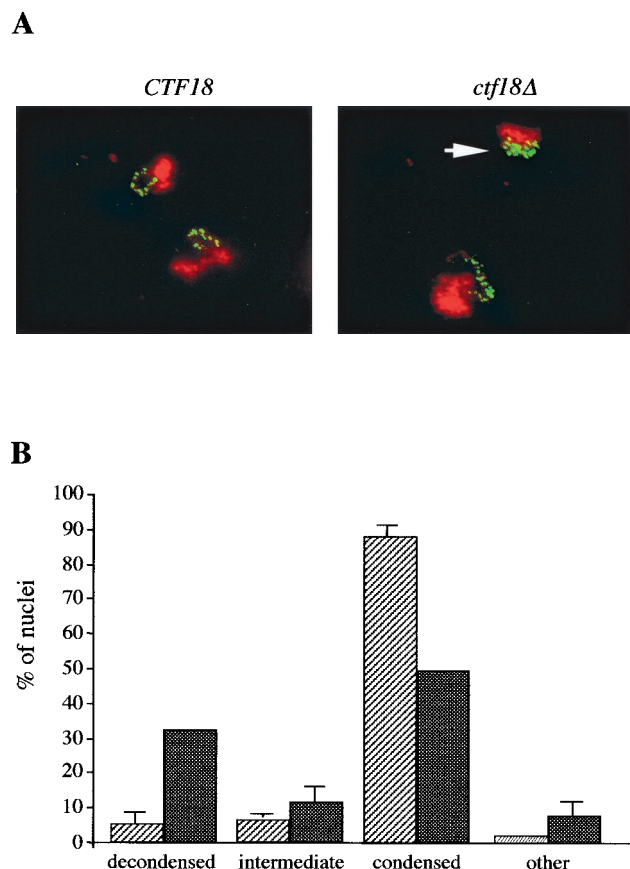 A
CTF18
ctf18Δ
B
% of nuclei
100
90
80
70
60
50
40
30
20
10
0
decondensed intermediate condensed other